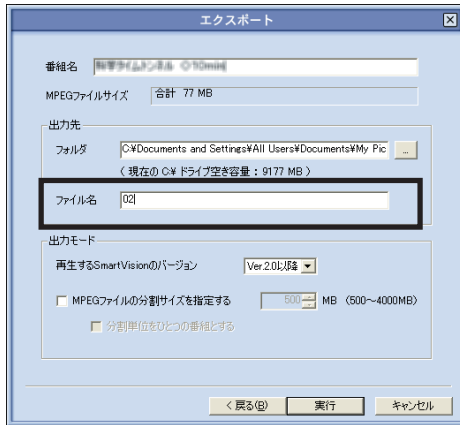 エクスポート
番組名
MPEGファイルサイズ 合計 77 MB
出力先
フォルダ C:¥Documents and Settings¥All Users¥Documents¥My Pic ...
( 現在の C:¥ ドライブ空き容量 : 9177 MB )
ファイル名 02
出力モード
再生するSmartVisionのバージョン Ver.2.0以降
MPEGファイルの分割サイズを指定する 500 MB (500〜4000MB)
分割単位をひとつの番組とする
< 戻る(B) 実行 キャンセル